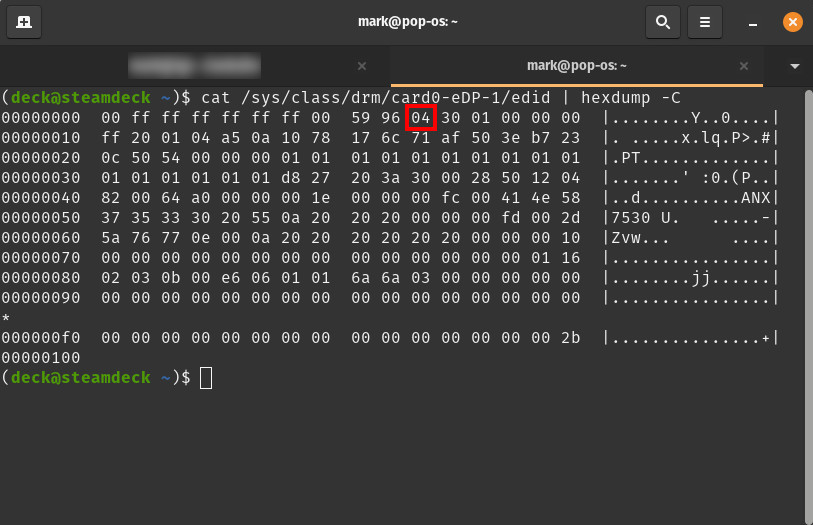 mark@pop-os: ~
mark@pop-os: ~
(deck@steamdeck ~)$ cat /sys/class/drm/card0-eDP-1/edid | hexdump -C
00000000  00 ff ff ff ff ff ff 00  59 96 04 30 01 00 00 00  |........Y..0....|
00000010  ff 20 01 04 a5 0a 10 78  17 6c 71 af 50 3e b7 23  |. .....x.lq.P>.#|
00000020  0c 50 54 00 00 00 01 01  01 01 01 01 01 01 01 01  |.PT.............|
00000030  01 01 01 01 01 01 d8 27  20 3a 30 00 28 50 12 04  |.......' :0.(P..|
00000040  82 00 64 a0 00 00 00 1e  00 00 00 fc 00 41 4e 58  |..d..........ANX|
00000050  37 35 33 30 20 55 0a 20  20 20 00 00 00 fd 00 2d  |7530 U.   .....-|
00000060  5a 76 77 0e 00 0a 20 20  20 20 20 20 00 00 00 10  |Zvw...      ....|
00000070  00 00 00 00 00 00 00 00  00 00 00 00 00 00 01 16  |................|
00000080  02 03 0b 00 e6 06 01 01  6a 6a 03 00 00 00 00 00  |........jj......|
00000090  00 00 00 00 00 00 00 00  00 00 00 00 00 00 00 00  |................|
*
000000f0  00 00 00 00 00 00 00 00  00 00 00 00 00 00 00 2b  |...............+|
00000100
(deck@steamdeck ~)$